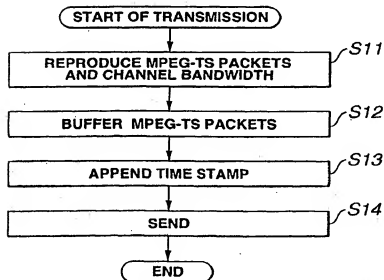 START OF TRANSMISSION
S11
REPRODUCE MPEG-TS PACKETS
AND CHANNEL BANDWIDTH
S12
BUFFER MPEG-TS PACKETS
S13
APPEND TIME STAMP
S14
SEND
END